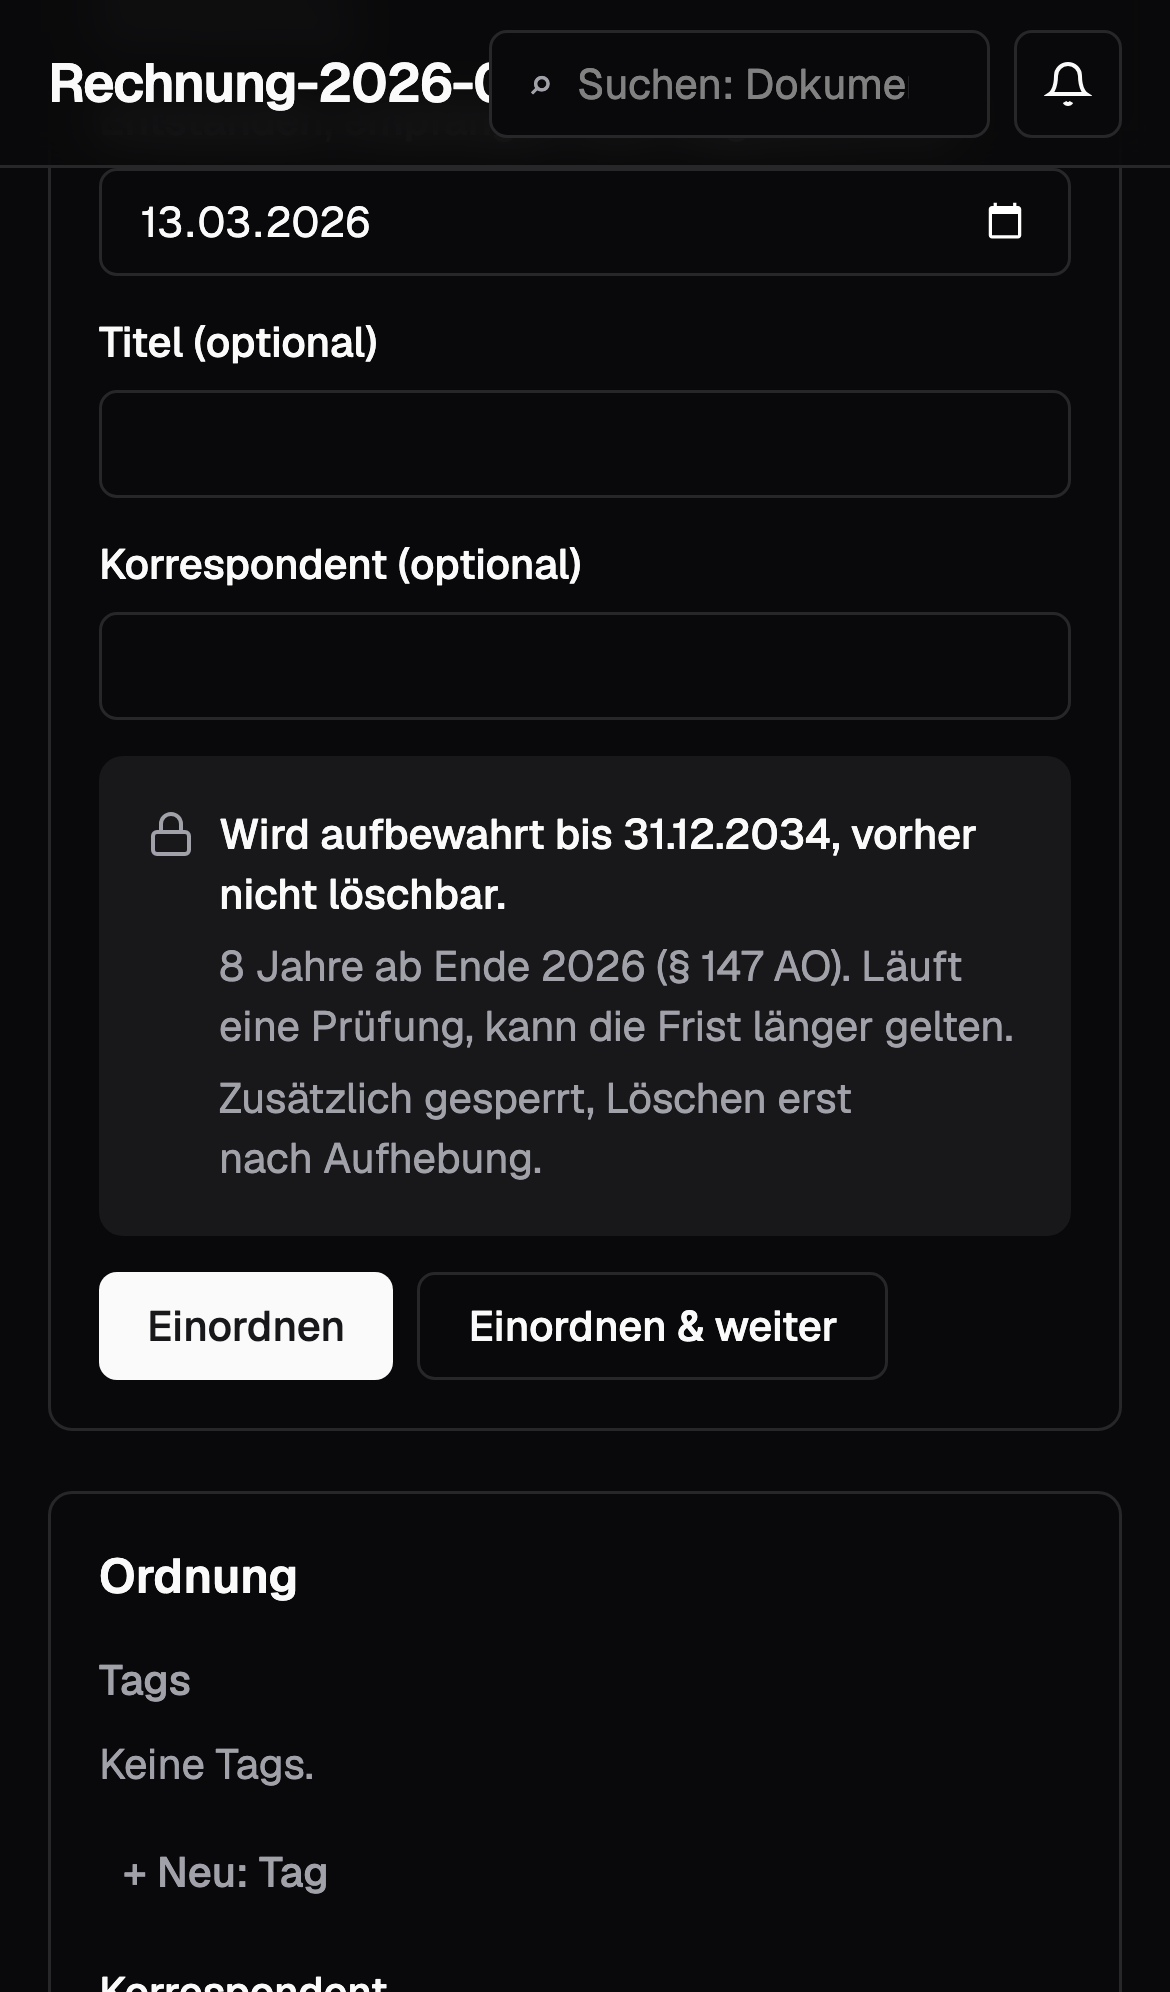 Rechnung-2026-
Suchen: Dokume
13.03.2026
Titel (optional)
Korrespondent (optional)
Wird aufbewahrt bis 31.12.2034, vorher
nicht löschbar.
8 Jahre ab Ende 2026 (§ 147 AO). Läuft
eine Prüfung, kann die Frist länger gelten.
Zusätzlich gesperrt, Löschen erst
nach Aufhebung.
Einordnen
Einordnen & weiter
Ordnung
Tags
Keine Tags.
+ Neu: Tag
Korrespondent